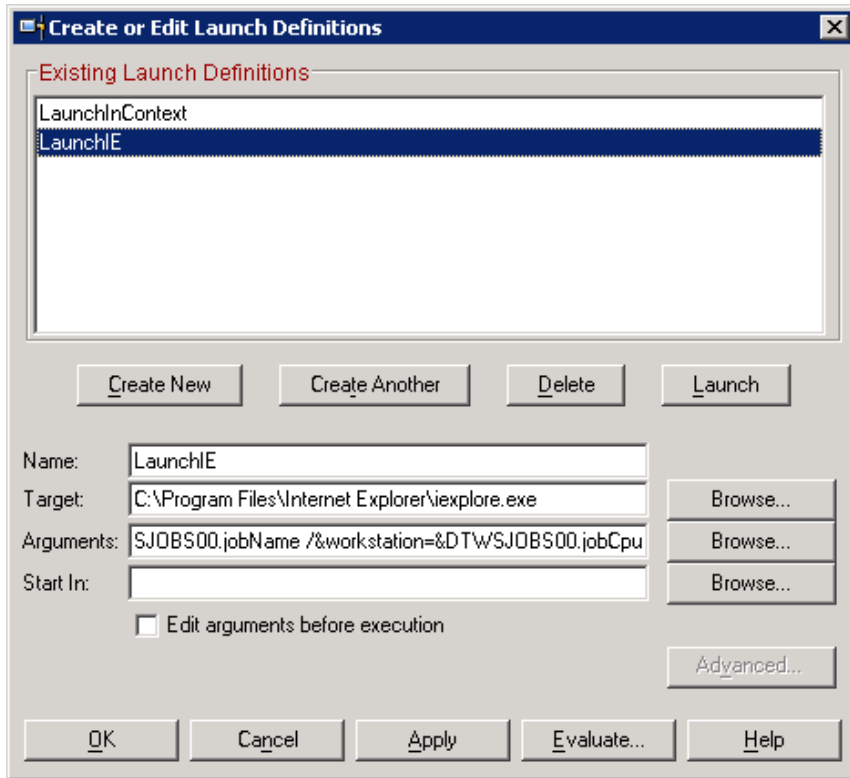 Create or Edit Launch Definitions
Existing Launch Definitions
LaunchInContext
LaunchIE
Create New Create Another Delete Launch
Name: LaunchIE
Target: C:\Program Files\Internet Explorer\iexplore.exe Browse...
Arguments: SJOBS00.jobName /&workstation=&DTWSJOBS00.jobCpu Browse...
Start In: Browse...
Edit arguments before execution
Advanced...
OK Cancel Apply Evaluate... Help